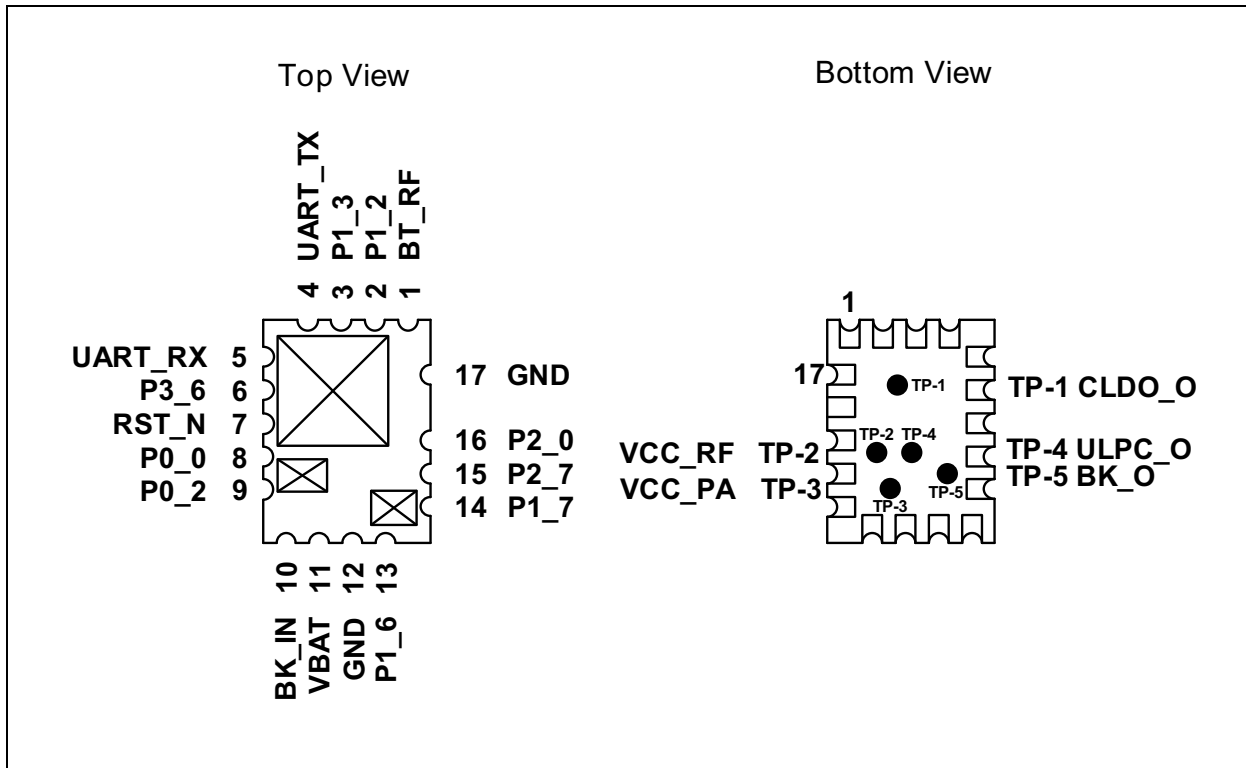 Top View
Bottom View
4 UART_TX
3 P1_3
2 P1_2
1 BT_RF
UART_RX 5
P3_6 6
RST_N 7
P0_0 8
P0_2 9
17 GND
16 P2_0
15 P2_7
14 P1_7
BK_IN 10
VBAT 11
GND 12
P1_6 13
1
17
TP-1
TP-2
TP-4
TP-5
TP-3
VCC_RF TP-2
VCC_PA TP-3
TP-1 CLDO_O
TP-4 ULPC_O
TP-5 BK_O